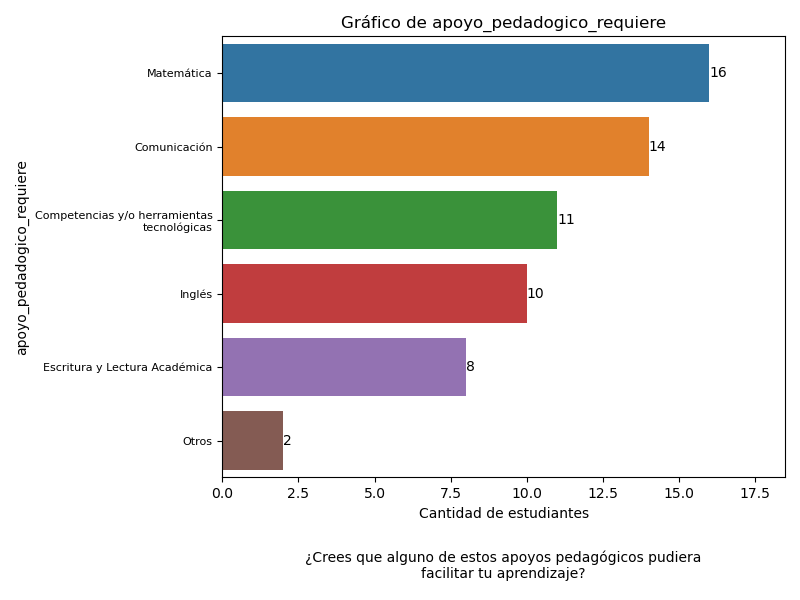 Gráfico de apoyo_pedadogico_requiere
apoyo_pedadogico_requiere
Matemática
16
Comunicación
14
Competencias y/o herramientas
tecnológicas
11
Inglés
10
Escritura y Lectura Académica
8
Otros
2
0.0 2.5 5.0 7.5 10.0 12.5 15.0 17.5
Cantidad de estudiantes
¿Crees que alguno de estos apoyos pedagógicos pudiera
facilitar tu aprendizaje?